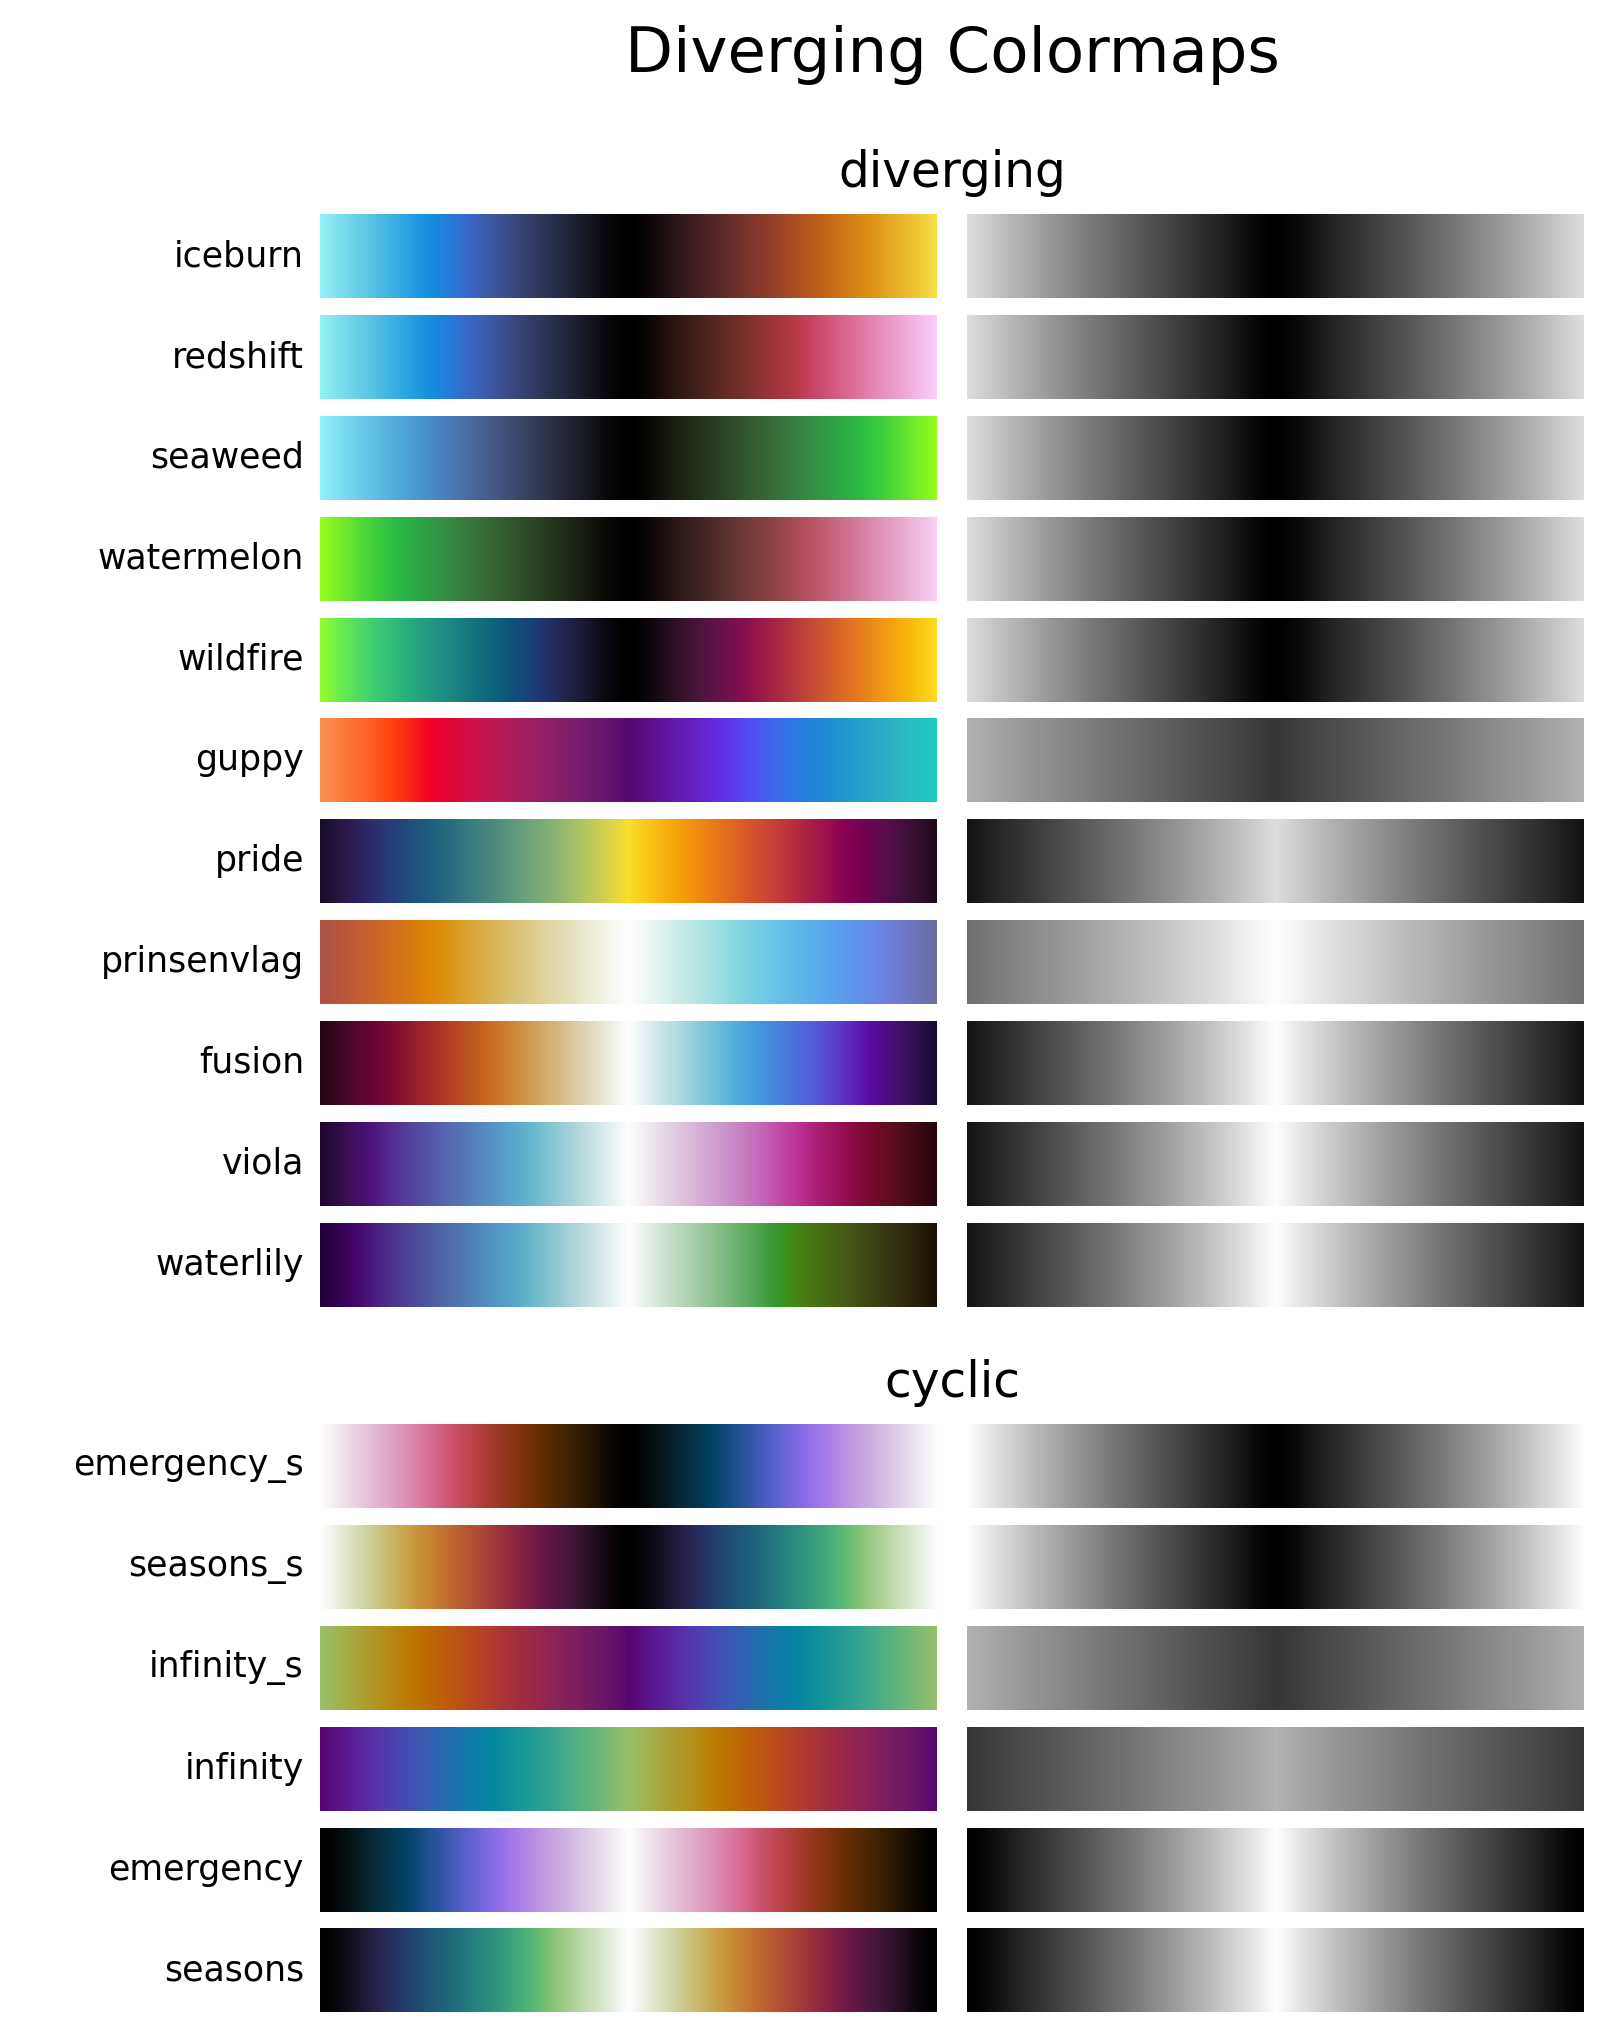 Diverging Colormaps
diverging
iceburn
redshift
seaweed
watermelon
wildfire
guppy
pride
prinsenvlag
fusion
viola
waterlily
cyclic
emergency_s
seasons_s
infinity_s
infinity
emergency
seasons